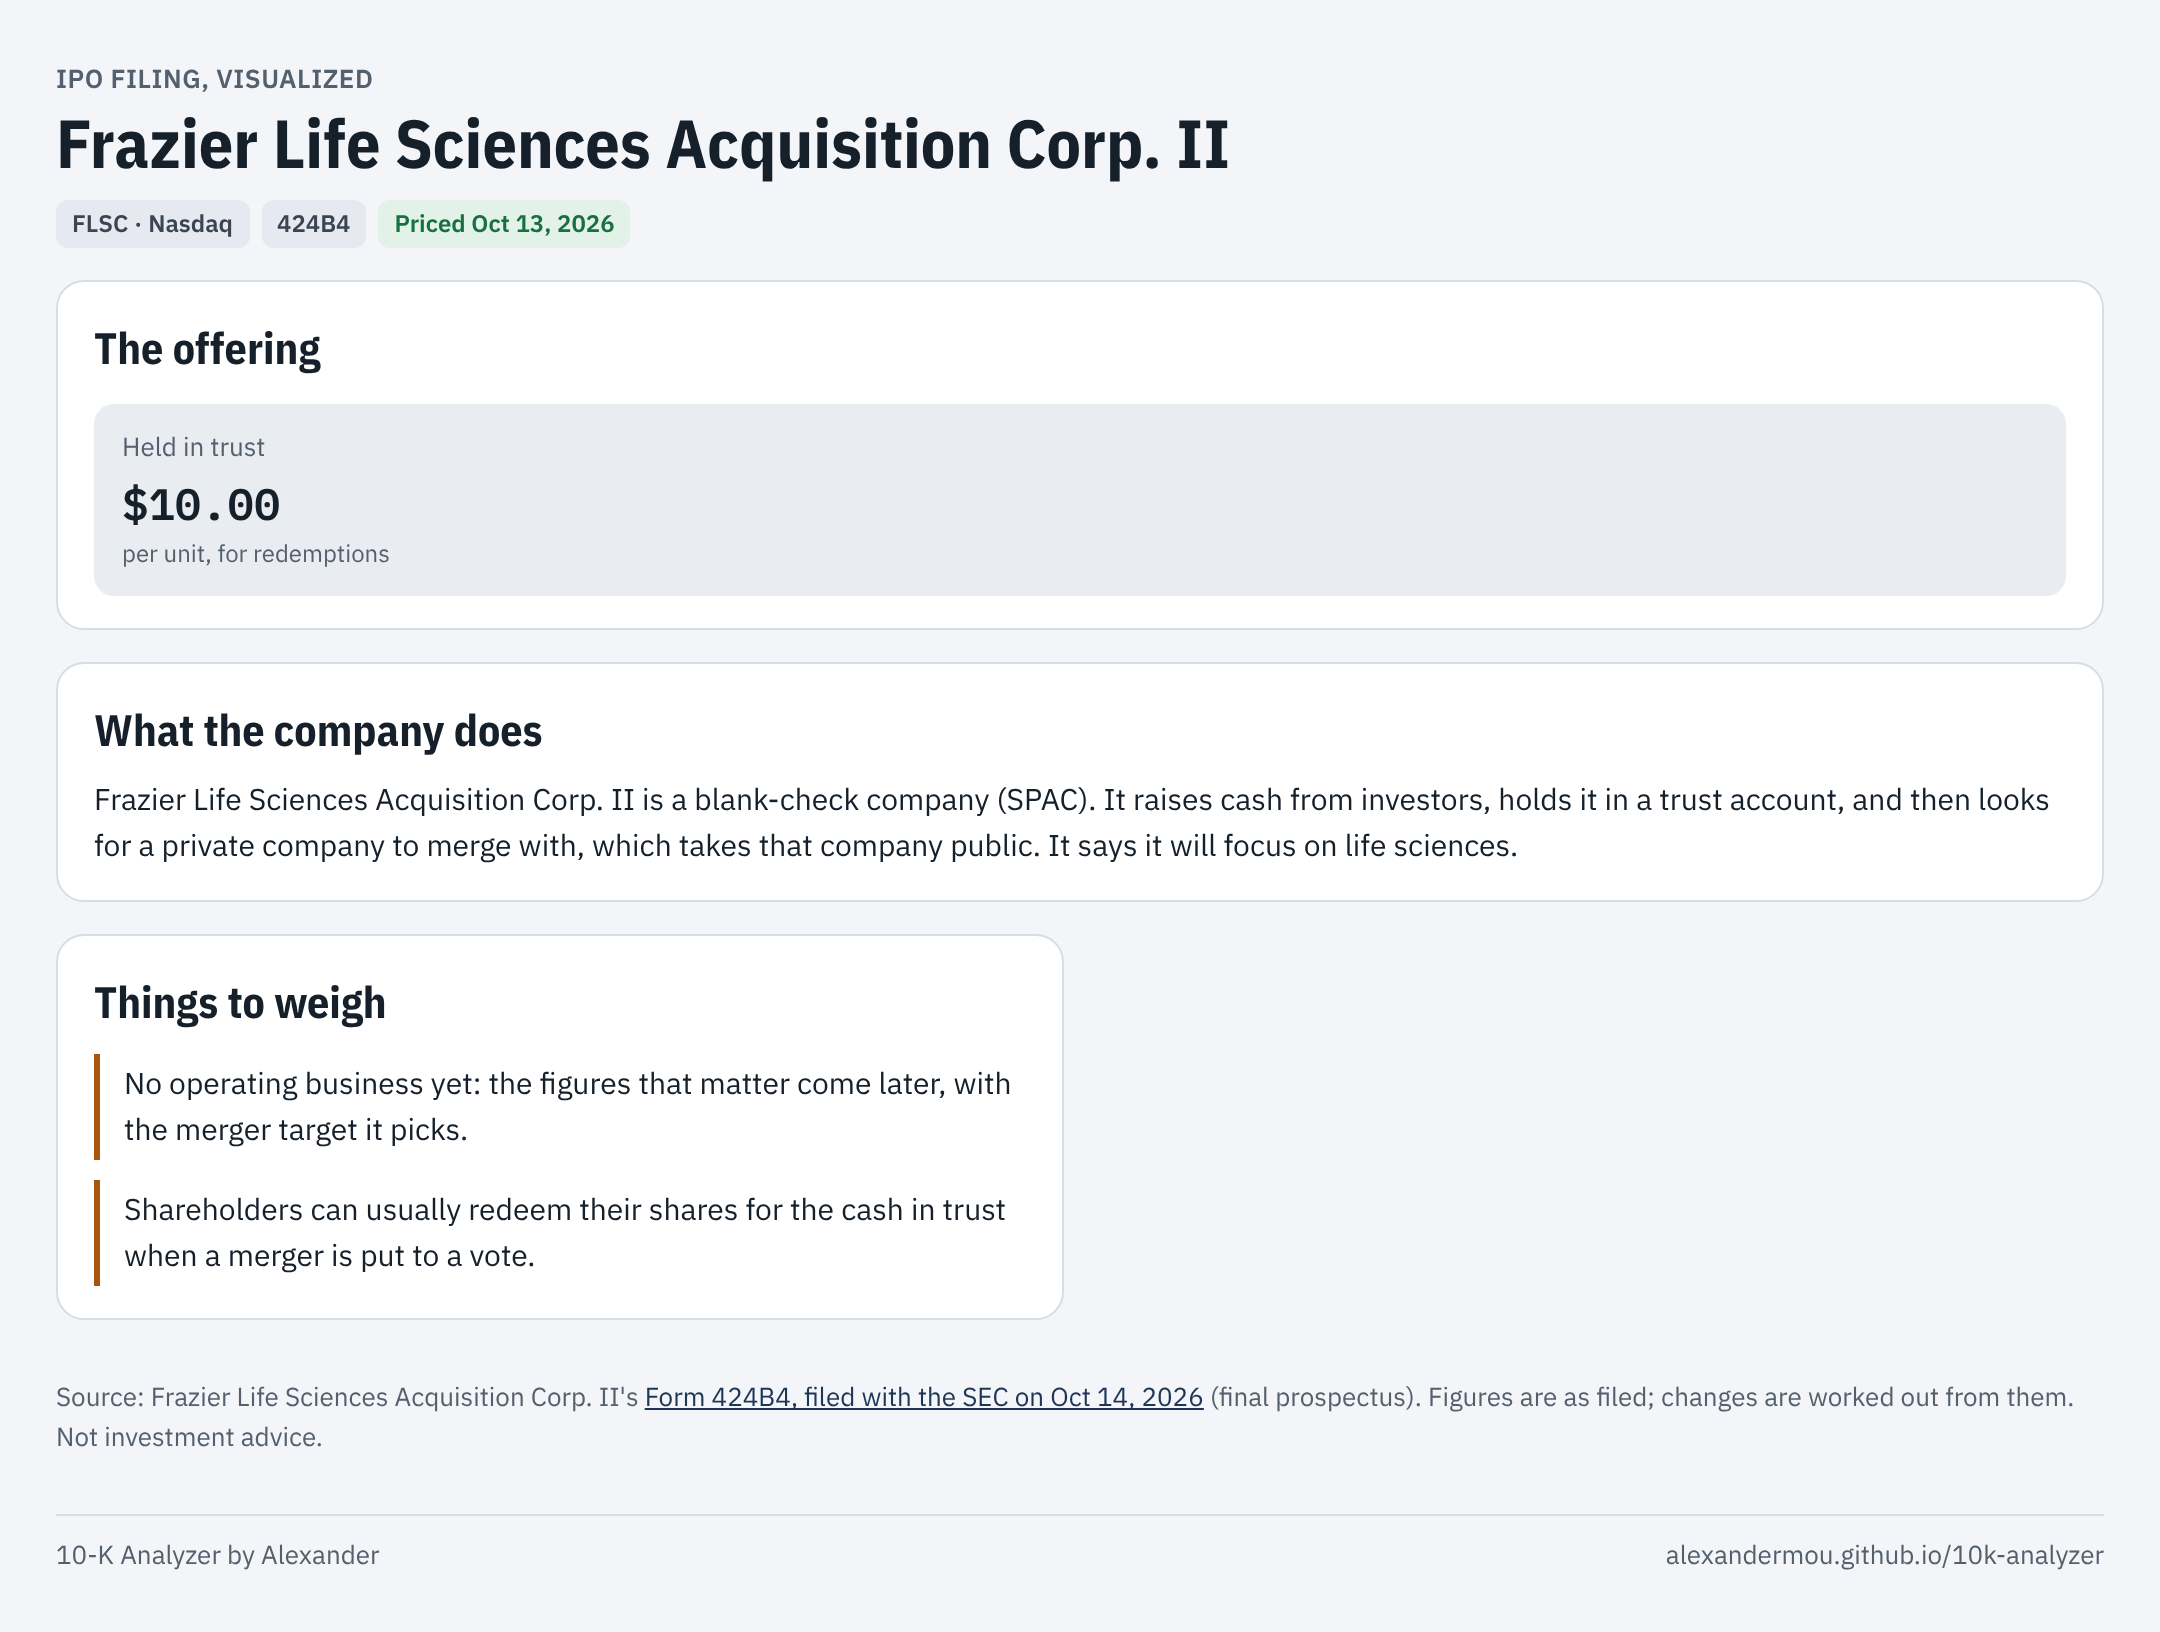 IPO FILING, VISUALIZED
Frazier Life Sciences Acquisition Corp. II
FLSC · Nasdaq
424B4
Priced Oct 13, 2026
The offering
Held in trust
$10.00
per unit, for redemptions
What the company does
Frazier Life Sciences Acquisition Corp. II is a blank-check company (SPAC). It raises cash from investors, holds it in a trust account, and then looks
for a private company to merge with, which takes that company public. It says it will focus on life sciences.
Things to weigh
No operating business yet: the figures that matter come later, with
the merger target it picks.
Shareholders can usually redeem their shares for the cash in trust
when a merger is put to a vote.
Source: Frazier Life Sciences Acquisition Corp. II's Form 424B4, filed with the SEC on Oct 14, 2026 (final prospectus). Figures are as filed; changes are worked out from them.
Not investment advice.
10-K Analyzer by Alexander
alexandermou.github.io/10k-analyzer